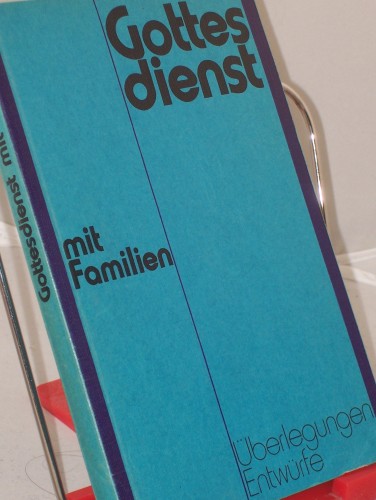 Gottes
dienst
mit
Familien
Überlegungen
Entwürfe
Gottesdienst mit